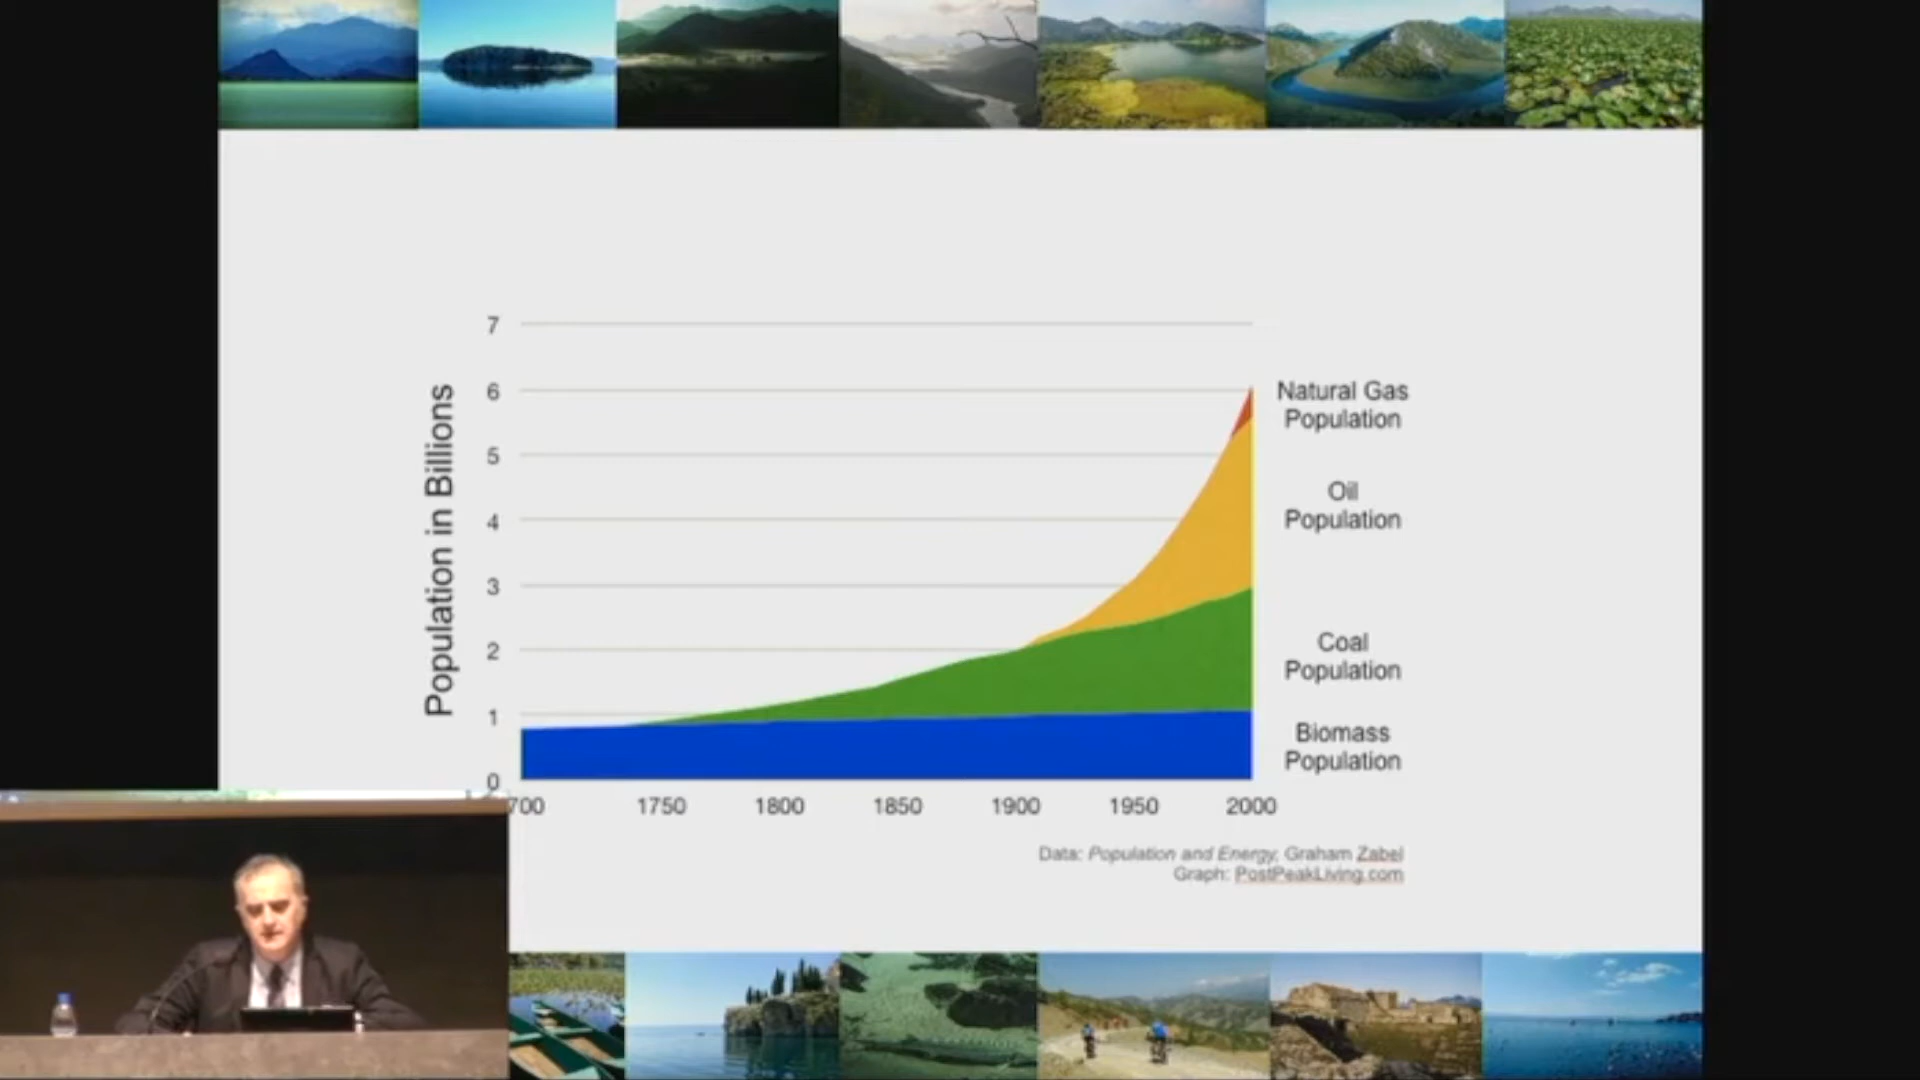 7
6
5
4
3
2
1
0
Population in Billions
Natural Gas
Population
Oil
Population
Coal
Population
Biomass
Population
700 1750 1800 1850 1900 1950 2000
Data: Population and Energy, Graham Zabel
Graph: PostPeakLiving.com